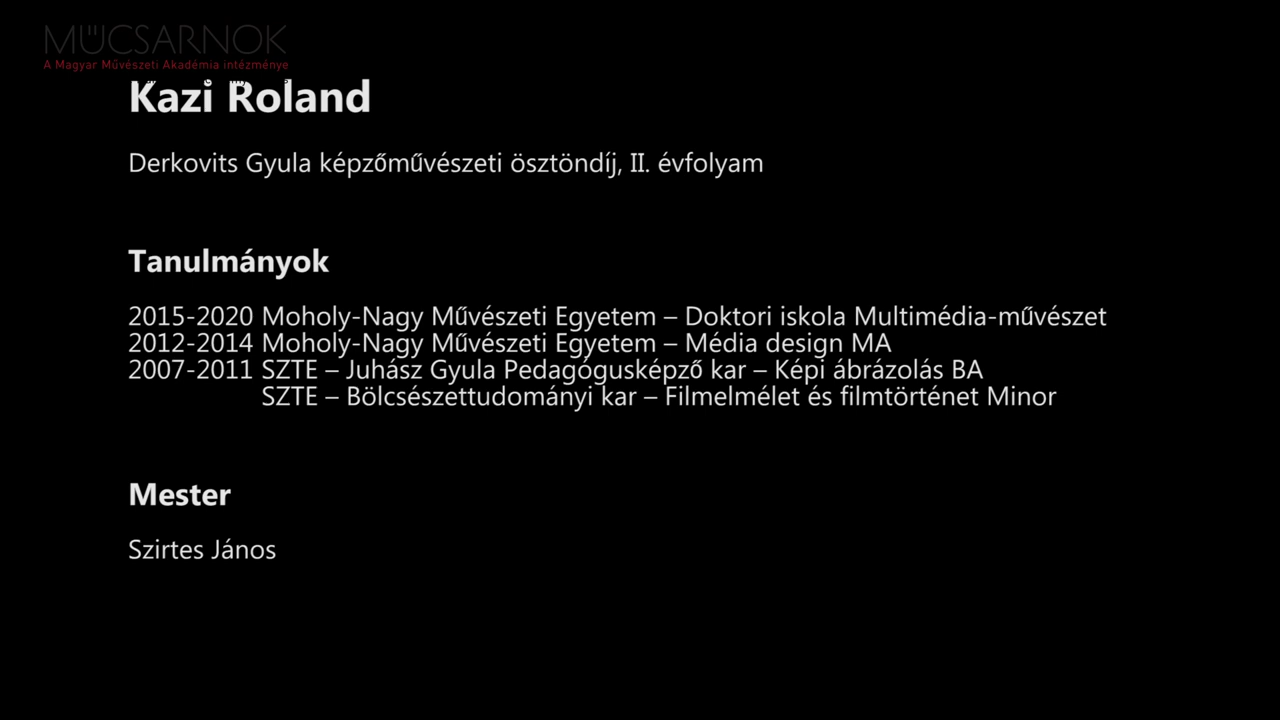 MŰCSARNOK
A Magyar Művészeti Akadémia intézménye
Kazi Roland
Derkovits Gyula képzőművészeti ösztöndíj, II. évfolyam
Tanulmányok
2015-2020 Moholy-Nagy Művészeti Egyetem – Doktori iskola Multimédia-művészet
2012-2014 Moholy-Nagy Művészeti Egyetem – Média design MA
2007-2011 SZTE – Juhász Gyula Pedagógusképző kar – Képi ábrázolás BA
SZTE – Bölcsészettudományi kar – Filmelmélet és filmtörténet Minor
Mester
Szirtes János